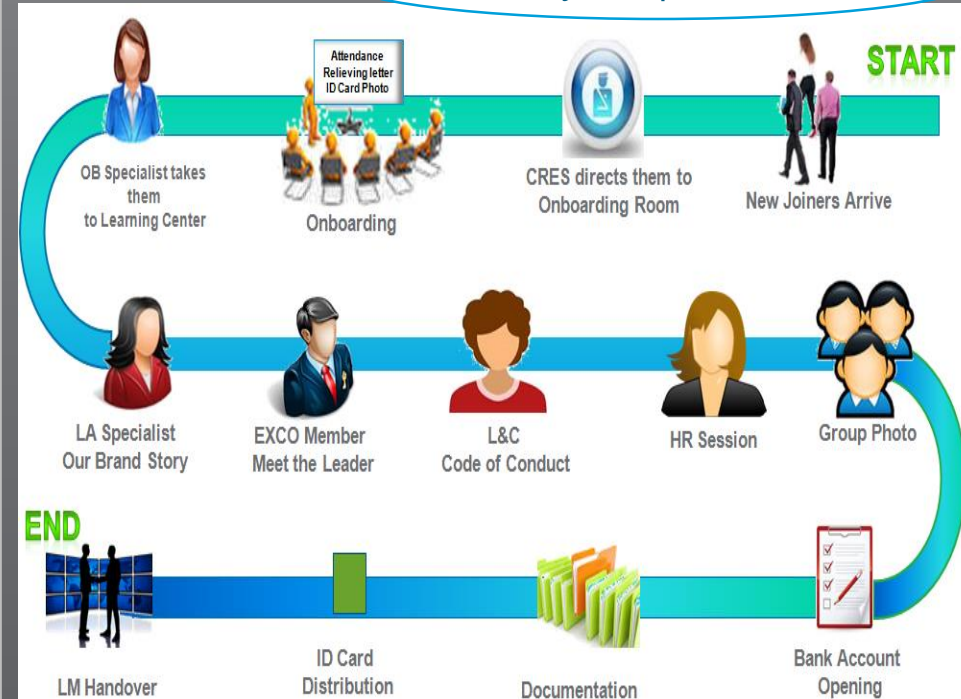 START
New Joiners Arrive
CRES directs them to
Onboarding Room
Attendance
Relieving letter
ID Card Photo
Onboarding
OB Specialist takes
them
to Learning Center
LA Specialist
Our Brand Story
EXCO Member
Meet the Leader
L&C
Code of Conduct
HR Session
Group Photo
Bank Account
Opening
Documentation
ID Card
Distribution
LM Handover
END